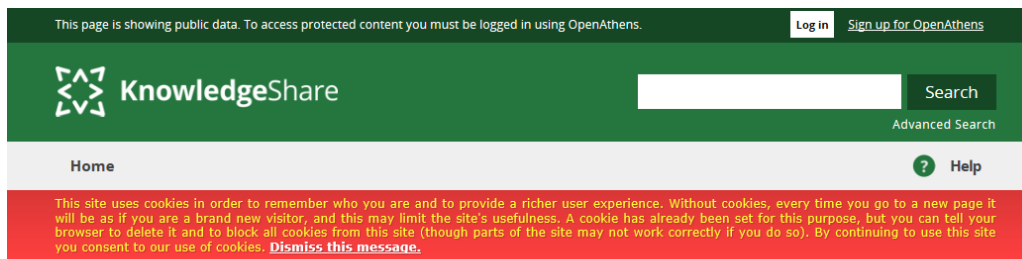 This page is showing public data. To access protected content you must be logged in using OpenAthens.
Log in
Sign up for OpenAthens
KnowledgeShare
Search
Advanced Search
Home
? Help
This site uses cookies in order to remember who you are and to provide a richer user experience. Without cookies, every time you go to a new page it
will be as if you are a brand new visitor, and this may limit the site's usefulness. A cookie has already been set for this purpose, but you can tell your
browser to delete it and to block all cookies from this site (though parts of the site may not work correctly if you do so). By continuing to use this site
you consent to our use of cookies. Dismiss this message.